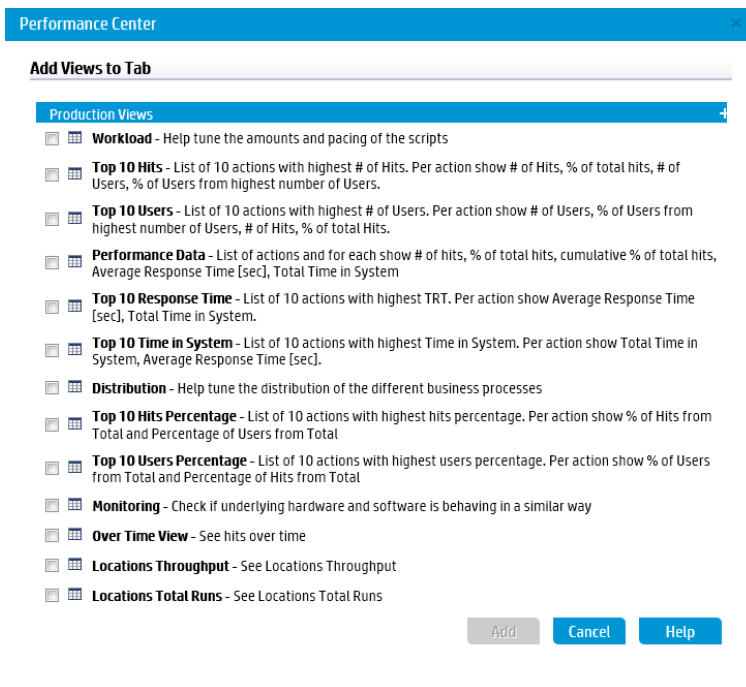 Performance Center
Add Views to Tab
Production Views
Workload - Help tune the amounts and pacing of the scripts
Top 10 Hits - List of 10 actions with highest # of Hits. Per action show # of Hits, % of total hits, # of
Users, % of Users from highest number of Users.
Top 10 Users - List of 10 actions with highest # of Users. Per action show # of Users, % of Users from
highest number of Users, # of Hits, % of total Hits.
Performance Data - List of actions and for each show # of hits, % of total hits, cumulative % of total hits,
Average Response Time [sec], Total Time in System
Top 10 Response Time - List of 10 actions with highest TRT. Per action show Average Response Time
[sec], Total Time in System.
Top 10 Time in System - List of 10 actions with highest Time in System. Per action show Total Time in
System, Average Response Time [sec].
Distribution - Help tune the distribution of the different business processes
Top 10 Hits Percentage - List of 10 actions with highest hits percentage. Per action show % of Hits from
Total and Percentage of Users from Total
Top 10 Users Percentage - List of 10 actions with highest users percentage. Per action show % of Users
from Total and Percentage of Hits from Total
Monitoring - Check if underlying hardware and software is behaving in a similar way
Over Time View - See hits over time
Locations Throughput - See Locations Throughput
Locations Total Runs - See Locations Total Runs
Add Cancel Help